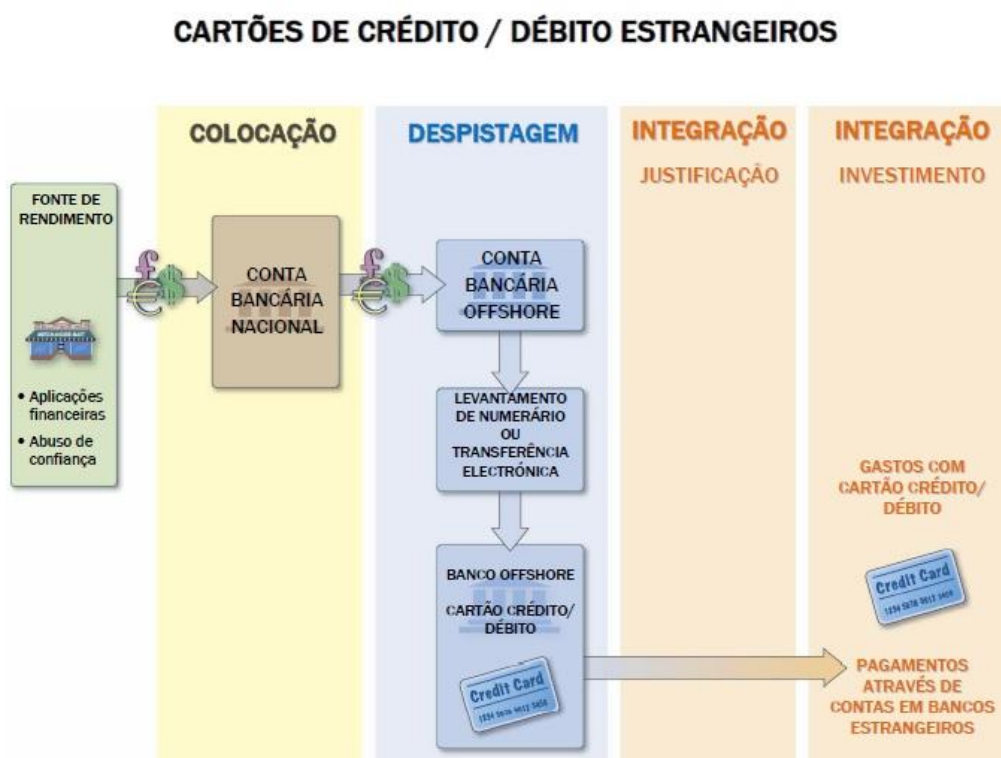 CARTÕES DE CRÉDITO / DÉBITO ESTRANGEIROS
COLOCAÇÃO
DESPISTAGEM
INTEGRAÇÃO
JUSTIFICAÇÃO
INTEGRAÇÃO
INVESTIMENTO
FONTE DE
RENDIMENTO
• Aplicações
financeiras
• Abuso de
confiança
£
$
€
CONTA
BANCÁRIA
NACIONAL
£
$
€
CONTA
BANCÁRIA
OFFSHORE
LEVANTAMENTO
DE NUMERÁRIO
OU
TRANSFERÊNCIA
ELECTRÓNICA
BANCO OFFSHORE
CARTÃO CRÉDITO/
DÉBITO
Credit Card
GASTOS COM
CARTÃO CRÉDITO/
DÉBITO
Credit Card
PAGAMENTOS
ATRAVÉS DE
CONTAS EM BANCOS
ESTRANGEIROS